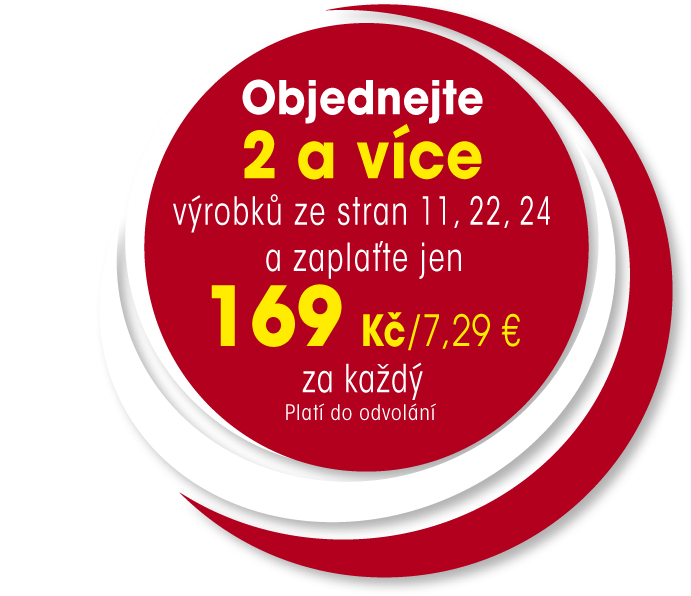 Objednejte
2 a více
výrobků ze stran 11, 22, 24
a zaplaťte jen
169 Kč/7,29 €
za každý
Platí do odvolání